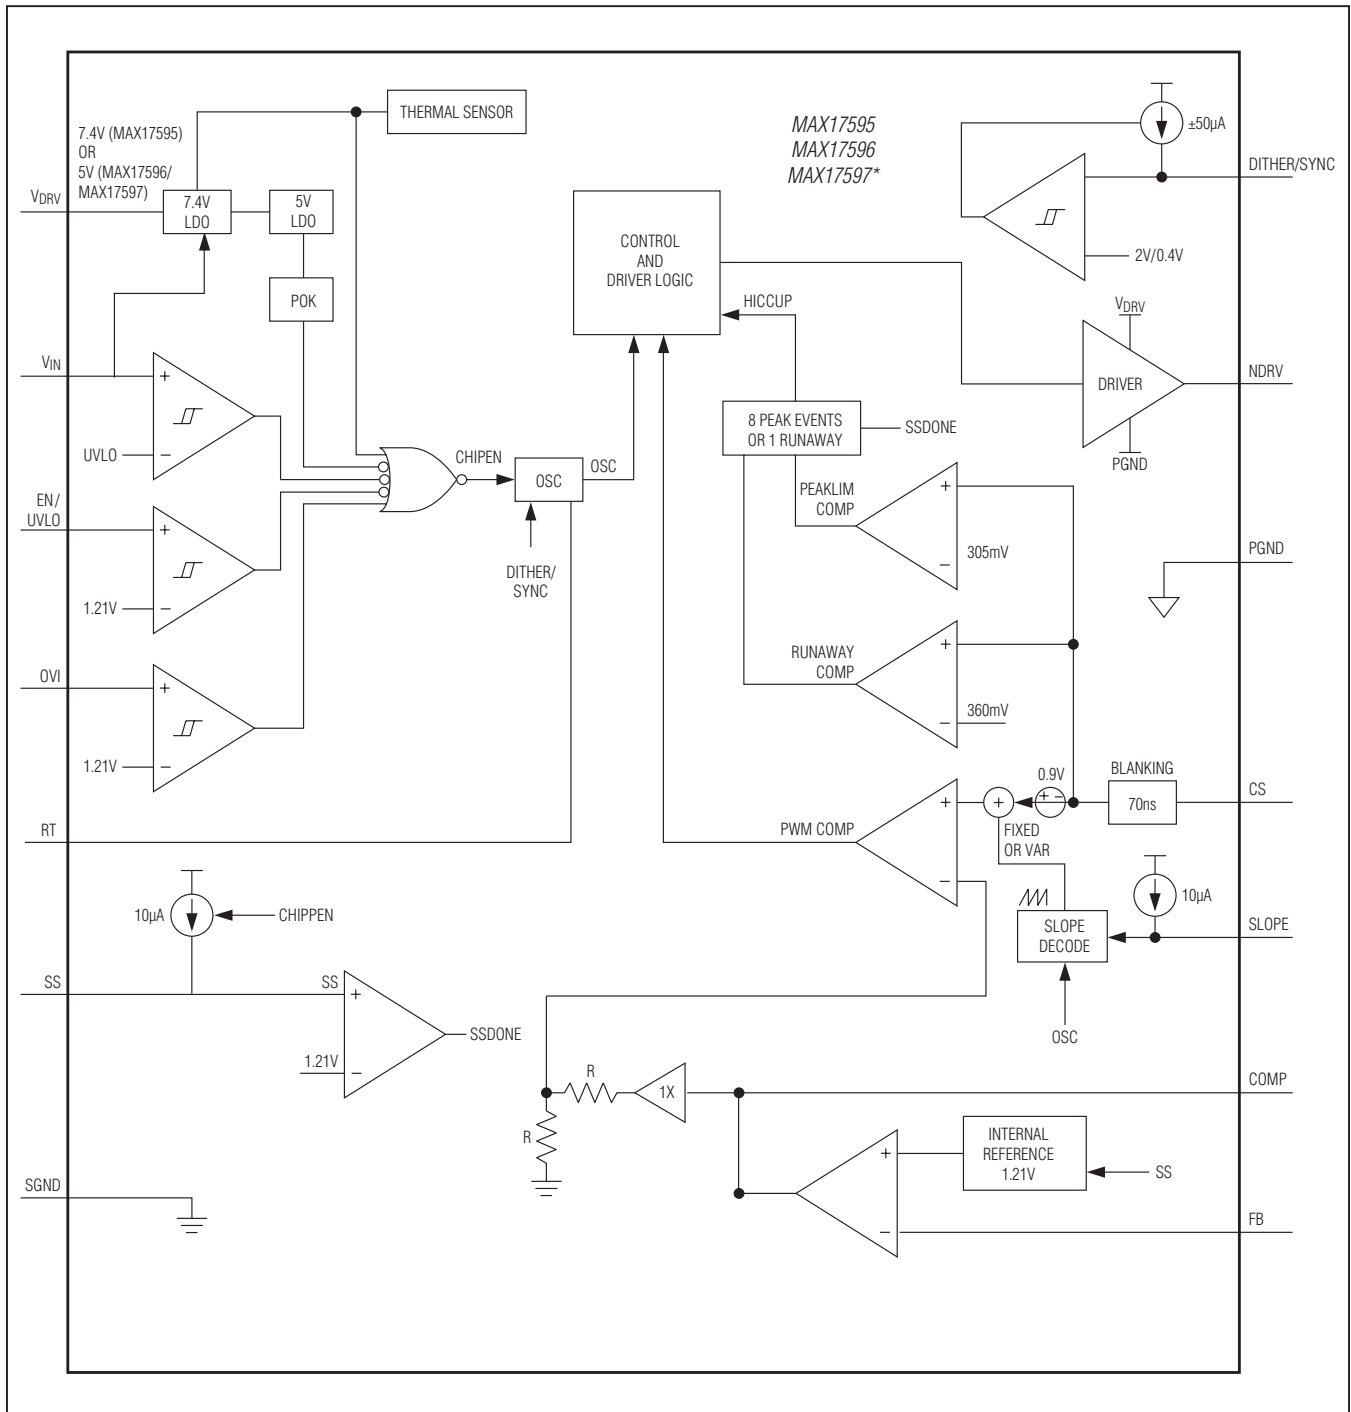 THERMAL SENSOR
MAX17595
MAX17596
MAX17597*
±50µA
DITHER/SYNC
2V/0.4V
7.4V (MAX17595)
OR
5V (MAX17596/
MAX17597)
VDRV
7.4V
LDO
5V
LDO
POK
CONTROL
AND
DRIVER LOGIC
HICCUP
VDRV
DRIVER
PGND
NDRV
VIN
+
UVLO
−
8 PEAK EVENTS
OR 1 RUNAWAY
SSDONE
CHIPEN
OSC
OSC
DITHER/
SYNC
EN/
UVLO
+
1.21V
−
PEAKLIM
COMP
+
305mV
−
PGND
OVI
+
1.21V
−
RUNAWAY
COMP
+
360mV
−
0.9V
+ −
BLANKING
70ns
CS
RT
PWM COMP
+
−
+
FIXED
OR VAR
10µA
CHIPPEN
10µA
SLOPE
DECODE
SLOPE
OSC
SS
SS
+
1.21V
−
SSDONE
R
1X
R
COMP
+
−
INTERNAL
REFERENCE
1.21V
SS
SGND
FB